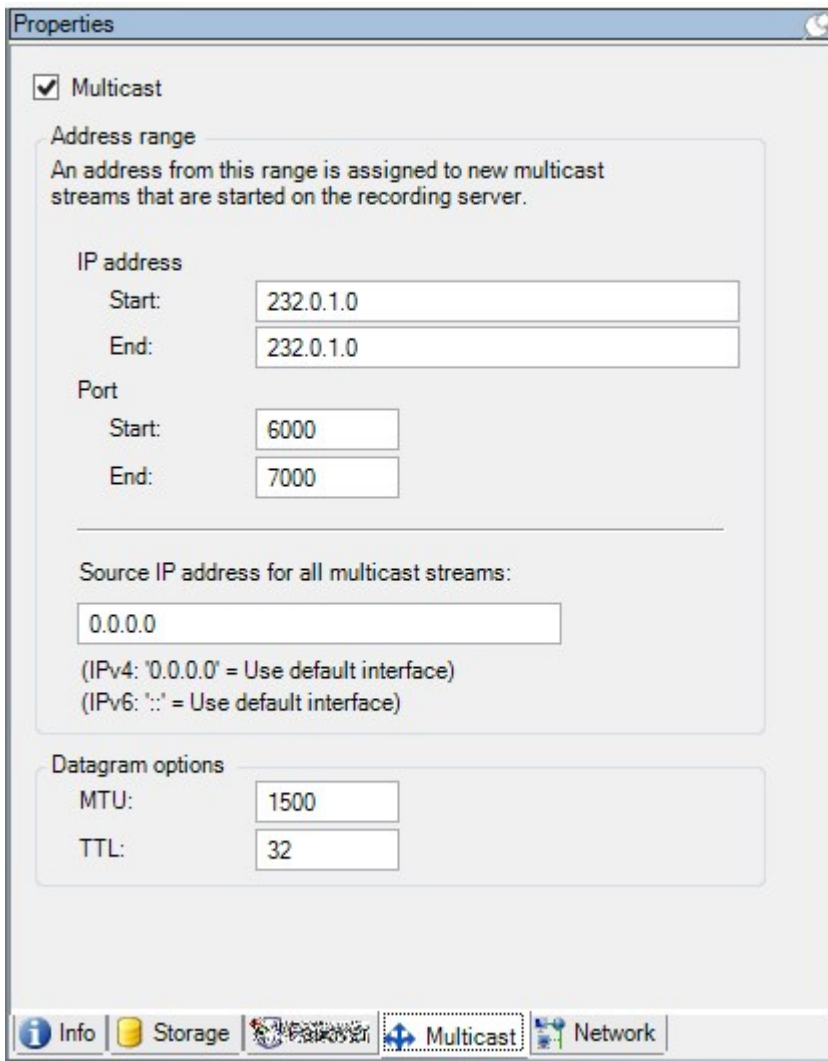 Properties
Multicast
Address range
An address from this range is assigned to new multicast
streams that are started on the recording server.
IP address
Start: 232.0.1.0
End: 232.0.1.0
Port
Start: 6000
End: 7000
Source IP address for all multicast streams:
0.0.0.0
(IPv4: '0.0.0.0' = Use default interface)
(IPv6: '::' = Use default interface)
Datagram options
MTU: 1500
TTL: 32
Info Storage Multicast Network